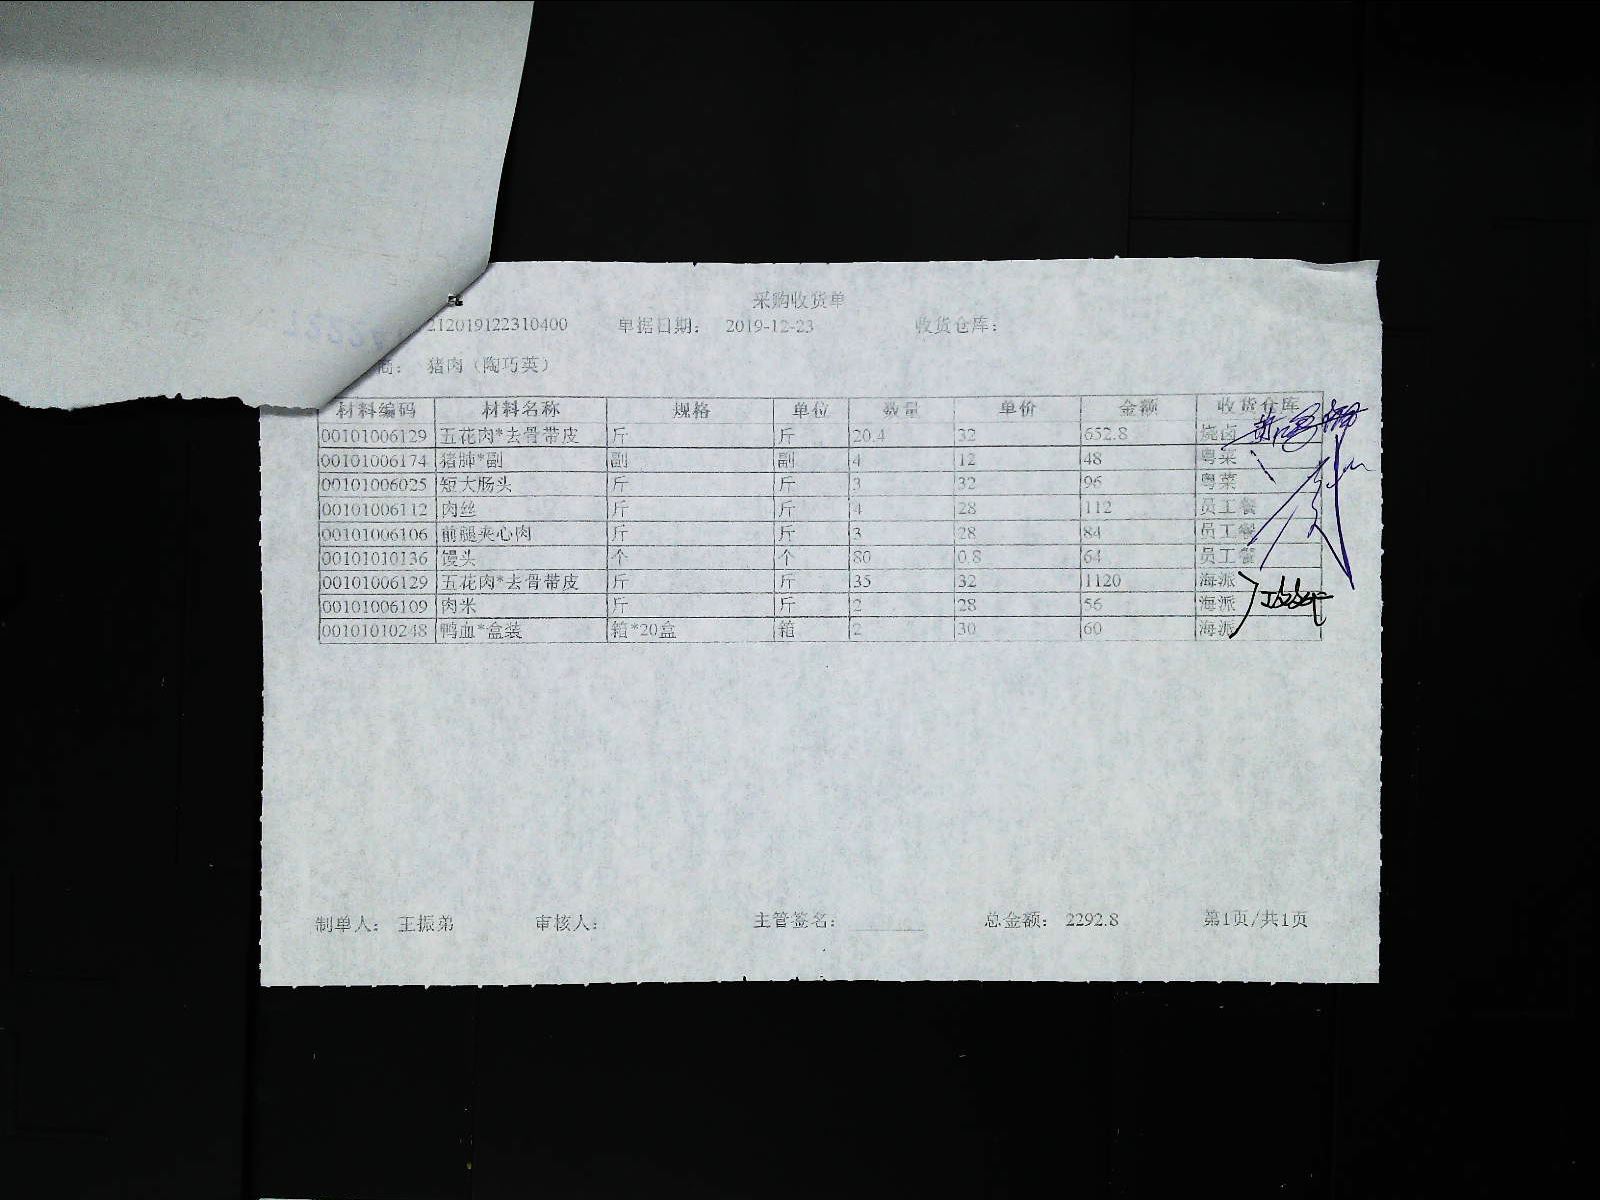 采购收货单
212019122310400 单据日期： 2019-12-23 收货仓库：
商： 猪肉（陶巧英）
材料编码 材料名称 规格 单位 数量 单价 金额 收货仓库
00101006129 五花肉*去骨带皮 斤 斤 20.4 32 652.8 烧卤
00101006174 猪肺*副 副 副 4 12 48 粤菜
00101006025 短大肠头 斤 斤 3 32 96 粤菜
00101006112 肉丝 斤 斤 4 28 112 员工餐
00101006106 前腿夹心肉 斤 斤 3 28 84 员工餐
00101010136 馒头 个 个 80 0.8 64 员工餐
00101006129 五花肉*去骨带皮 斤 斤 35 32 1120 海派
00101006109 肉米 斤 斤 2 28 56 海派
00101010248 鸭血*盒装 箱*20盒 箱 2 30 60 海派
制单人： 王振弟 审核人： 主管签名： 总金额： 2292.8 第1页/共1页